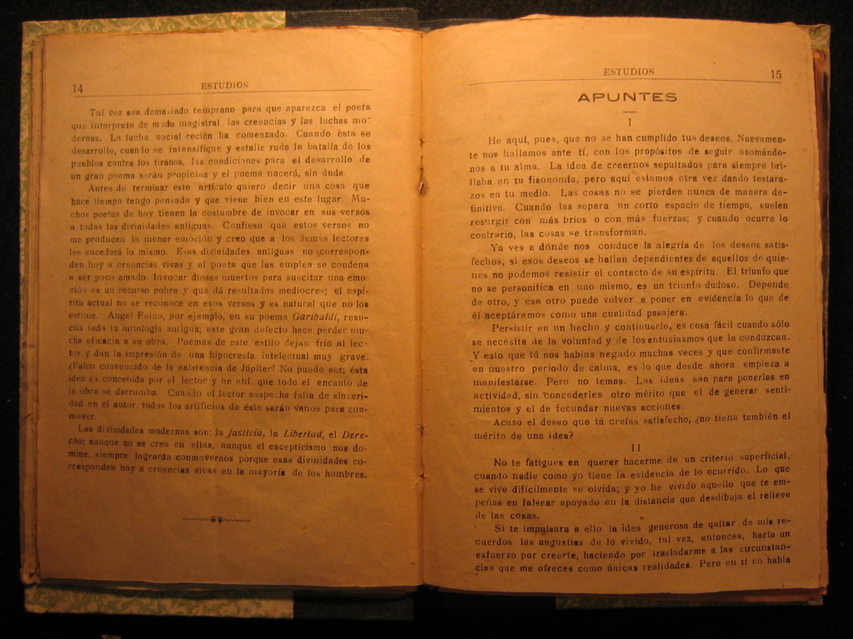 14
ESTUDIOS
Tal vez sea demasiado temprano para que aparezca el poeta
que interprete de modo magistral las creencias y las luchas mo-
dernas. La lucha social recién ha comenzado. Cuando ésta se
desarrolle, cuando se intensifique y estalle ruda la batalla de los
pueblos contra los tiranos, las condiciones para el desarrollo de
un gran poema serán propicias y el poema nacerá, sin duda.
Antes de terminar este artículo quiero decir una cosa que
hace tiempo tengo pensada y que viene bien en este lugar. Mu-
chos poetas de hoy tienen la costumbre de invocar en sus versos
a todas las divinidades antiguas. Confieso que estos versos no
me producen la menor emoción y creo que a los demás lectores
les sucederá lo mismo. Esas divinidades antiguas no correspon-
den hoy a creencias vivas y el poeta que las emplea se condena
a ser poco amado. Invocar dioses muertos para suscitar una emo-
ción es un recurso pobre y que dá resultados mediocres; el espí-
ritu actual no se reconoce en esos versos y es natural que no los
estime. Angel Falco, por ejemplo, en su poema Garibaldi, resu-
cita toda la mitología antigua; este gran defecto hace perder mu-
cha eficacia a su obra. Poemas de este estilo dejan frío al lec-
tor y dan la impresión de una hipocresía intelectual muy grave.
¿Falco convencido de la existencia de Júpiter? No puede ser; ésta
idea es concebida por el lector y he ahí, que todo el encanto de
la obra se derrumba. Cuando el lector sospecha falta de sinceri-
dad en el autor, todos los artificios de éste serán vanos para con-
mover.
Las divinidades modernas son: la Justicia, la Libertad, el Dere-
cho; aunque no se crea en ellas, aunque el escepticismo nos do-
mine, siempre lograrán conmovernos porque esas divinidades co-
rresponden hoy a creencias vivas en la mayoría de los hombres.
ESTUDIOS
15
APUNTES
I
He aquí, pues, que no se han cumplido tus deseos. Nuevamen-
te nos hallamos ante tí, con los propósitos de seguir asomándo-
nos a tu alma. La idea de creernos sepultados para siempre bri-
llaba en tu fisonomía, pero aquí estamos otra vez dando testara-
zos en tu medio. Las cosas no se pierden nunca de manera de-
finitiva. Cuando las separa un corto espacio de tiempo, suelen
resurgir con más bríos o con más fuerzas; y cuando ocurre lo
contrario, las cosas se transforman.
Ya ves a dónde nos conduce la alegría de los deseos satis-
fechos, si esos deseos se hallan dependientes de aquellos de quie-
nes no podemos resistir el contacto de su espíritu. El triunfo que
no se personifica en uno mismo, es un triunfo dudoso. Depende
de otro, y ese otro puede volver a poner en evidencia lo que de
él aceptáramos como una cualidad pasajera.
Persistir en un hecho y continuarlo, es cosa fácil cuando sólo
se necesita de la voluntad y de los entusiasmos que la conduzcan.
Y esto que tú nos habías negado muchas veces y que confirmaste
en nuestro periodo de calma, es lo que desde ahora empieza a
manifestarse. Pero no temas. Las ideas son para ponerlas en
actividad, sin concederles otro mérito que el de generar senti-
mientos y el de fecundar nuevas acciones.
Acaso el deseo que tú creías satisfecho, ¿no tiene también el
mérito de una idea?
II
No te fatigues en querer hacerme de un criterio superficial,
cuando nadie como yo tiene la evidencia de lo ocurrido. Lo que
se vive dificilmente se olvida; y yo he vivido aquello que te em-
peñas en falsear apoyado en la distancia que desdibuja el relieve
de las cosas.
Si te impulsara a ello la idea generosa de quitar de mis re-
cuerdos las angustias de lo vivido, tal vez, entonces, haría un
esfuerzo por creerle, haciendo por trasladarme a las circunstan-
cias que me ofreces como únicas realidades. Pero en tí no habla